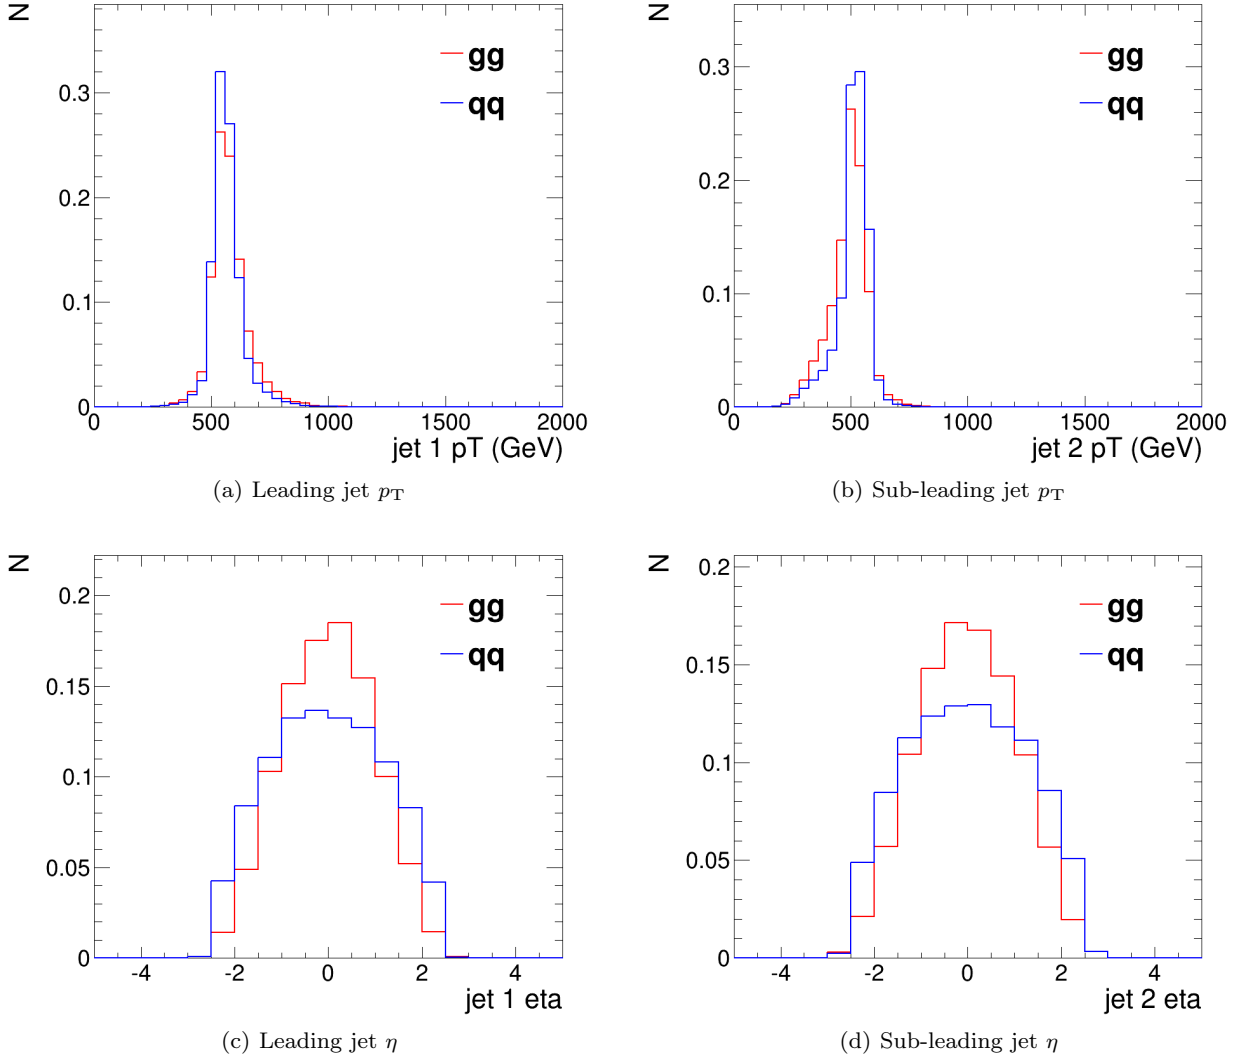 N
gg
qq
0.3
0.2
0.1
0
0 500 1000 1500 2000
jet 1 pT (GeV)
(a) Leading jet pT
N
gg
qq
0.3
0.2
0.1
0
0 500 1000 1500 2000
jet 2 pT (GeV)
(b) Sub-leading jet pT
N
gg
qq
0.2
0.15
0.1
0.05
0
-4 -2 0 2 4
jet 1 eta
(c) Leading jet η
N
gg
qq
0.2
0.15
0.1
0.05
0
-4 -2 0 2 4
jet 2 eta
(d) Sub-leading jet η